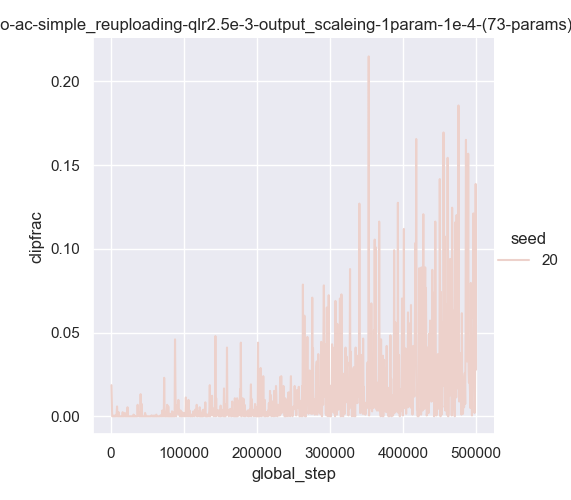 o-ac-simple_reuploading-qlr2.5e-3-output_scaleing-1param-1e-4-(73-params)
0.20
0.15
0.10
0.05
0.00
clipfrac
0 100000 200000 300000 400000 500000
global_step
seed
20